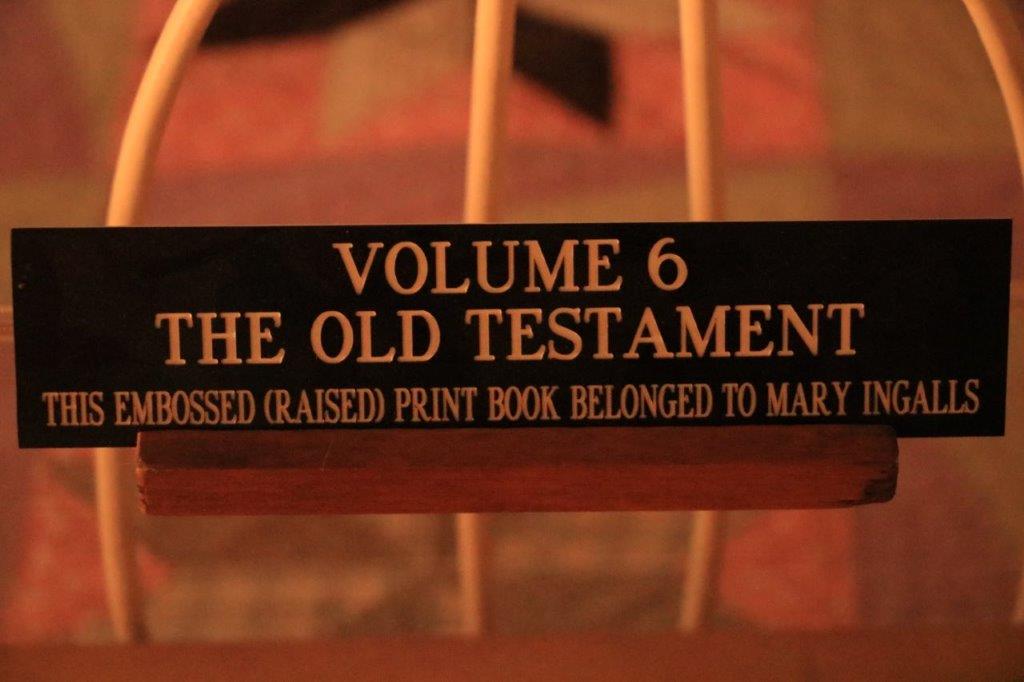 VOLUME 6
THE OLD TESTAMENT
THIS EMBOSSED (RAISED) PRINT BOOK BELONGED TO MARY INGALLS